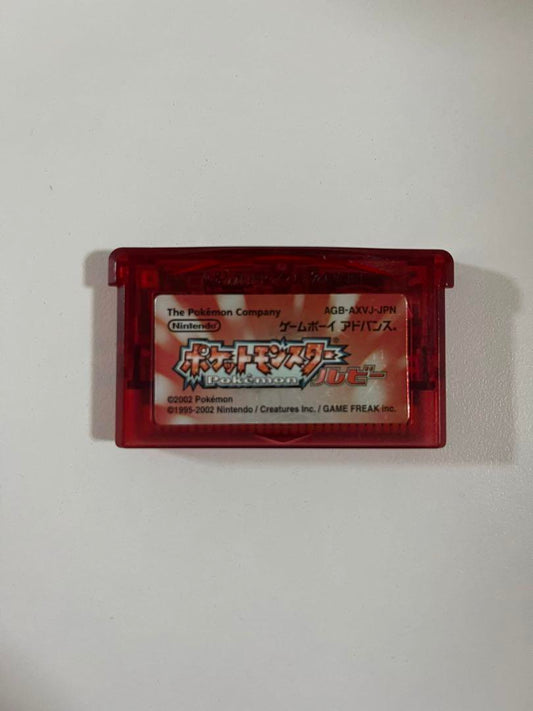 The Pokémon Company
AGB-AXVJ-JPN
Nintendo
ゲームボーイ アドバンス®
ポケットモンスター
Pokémon
ルビー
©2002 Pokémon
©1995-2002 Nintendo / Creatures inc. / GAME FREAK inc.